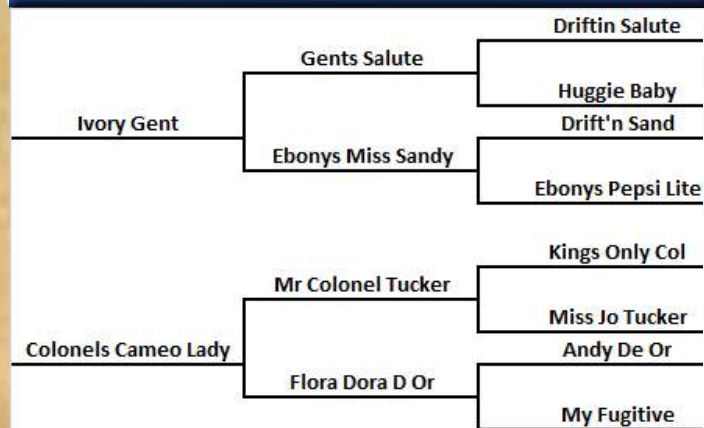 Driftin Salute
Gents Salute
Huggie Baby
Ivory Gent
Drift'n Sand
Ebonys Miss Sandy
Ebonys Pepsi Lite
Kings Only Col
Mr Colonel Tucker
Miss Jo Tucker
Colonels Cameo Lady
Andy De Or
Flora Dora D Or
My Fugitive